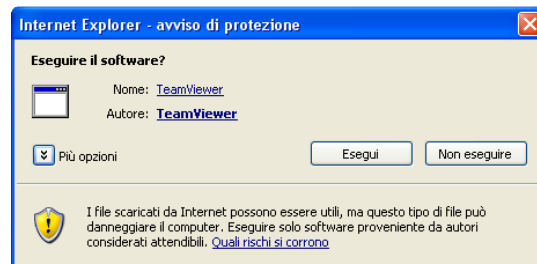 Internet Explorer - avviso di protezione
Eseguire il software?
Nome: TeamViewer
Autore: TeamViewer
Più opzioni
Esegui
Non eseguire
I file scaricati da Internet possono essere utili, ma questo tipo di file può
danneggiare il computer. Eseguire solo software proveniente da autori
considerati attendibili. Quali rischi si corrono